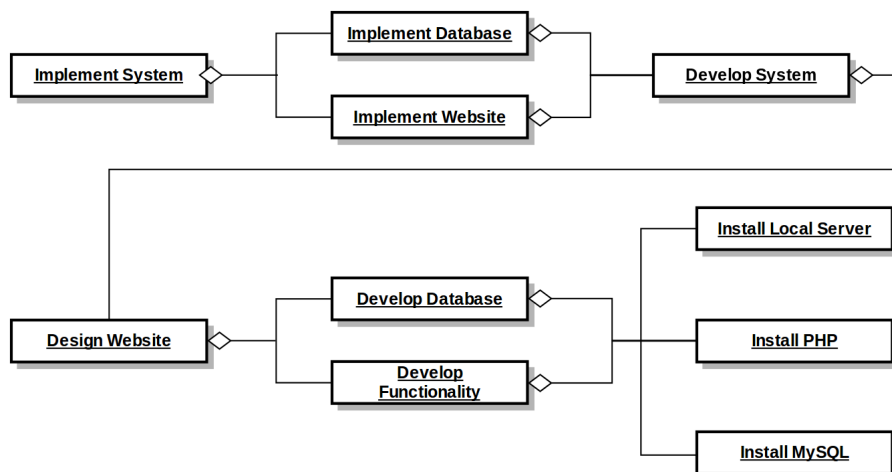 Implement Database
Implement System
Develop System
Implement Website
Install Local Server
Develop Database
Design Website
Install PHP
Develop
Functionality
Install MySQL